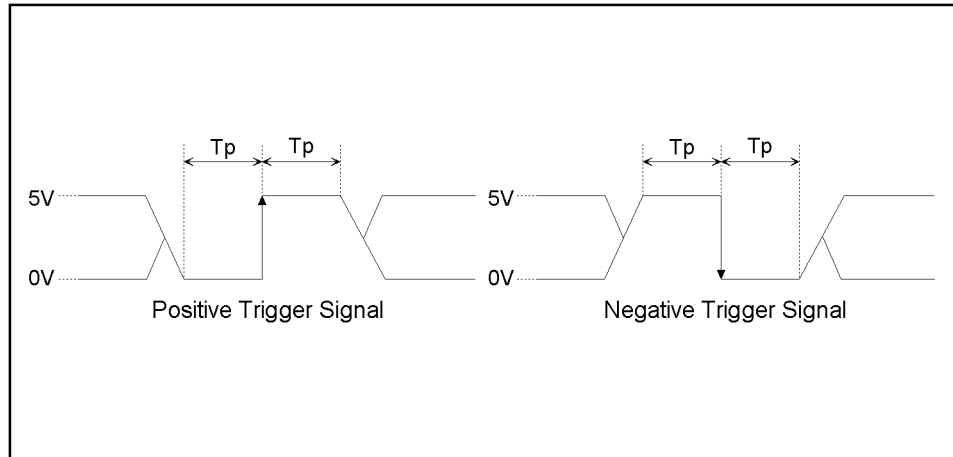 Tp Tp Tp Tp
5V 5V
0V 0V
Positive Trigger Signal Negative Trigger Signal